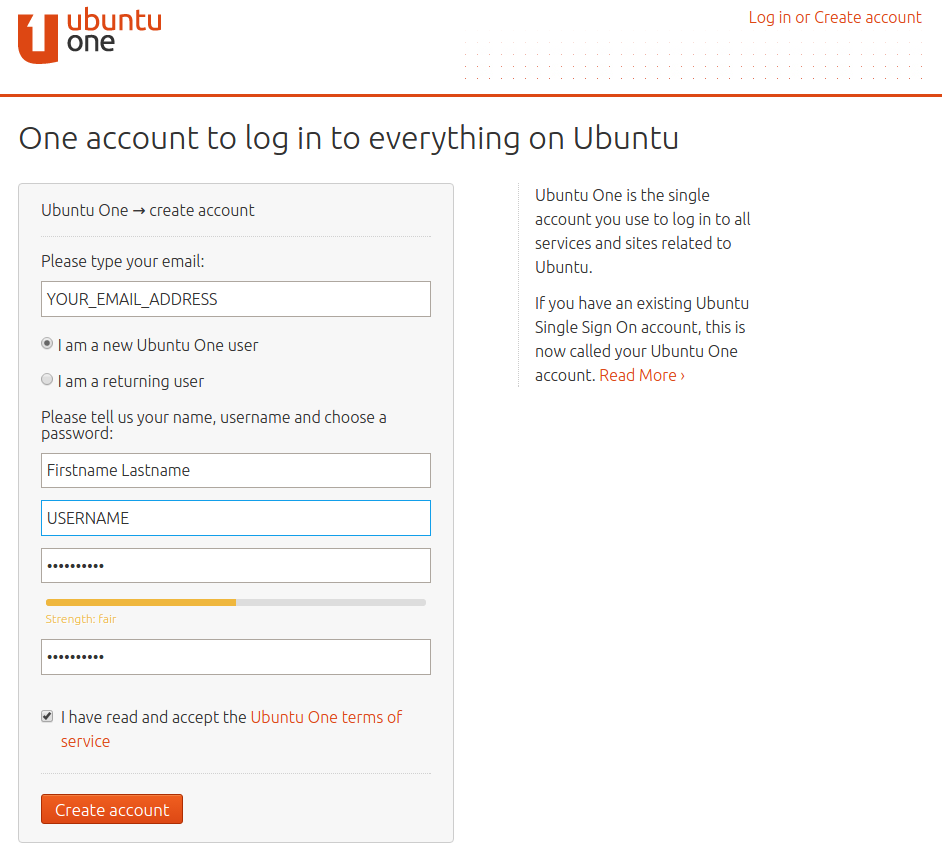 ubuntu
one
Log in or Create account
One account to log in to everything on Ubuntu
Ubuntu One → create account
Please type your email:
YOUR_EMAIL_ADDRESS
I am a new Ubuntu One user
I am a returning user
Please tell us your name, username and choose a
password:
Firstname Lastname
USERNAME
••••••••••
Strength: fair
••••••••••
I have read and accept the Ubuntu One terms of
service
Create account
Ubuntu One is the single
account you use to log in to all
services and sites related to
Ubuntu.
If you have an existing Ubuntu
Single Sign On account, this is
now called your Ubuntu One
account. Read More ›